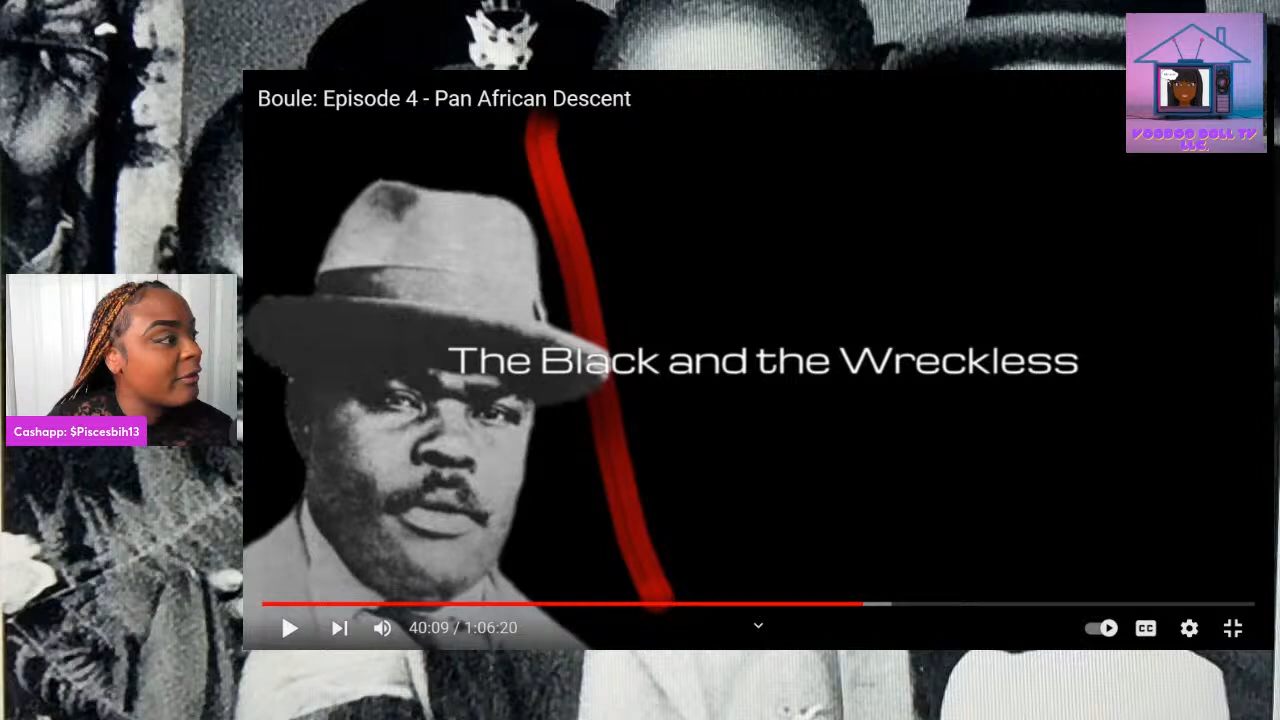 Boule: Episode 4 - Pan African Descent
VOODOO DOLL TV
LLC.
The Black and the Wreckless
Cashapp: $Piscesbih13
40:09 / 1:06:20
CC